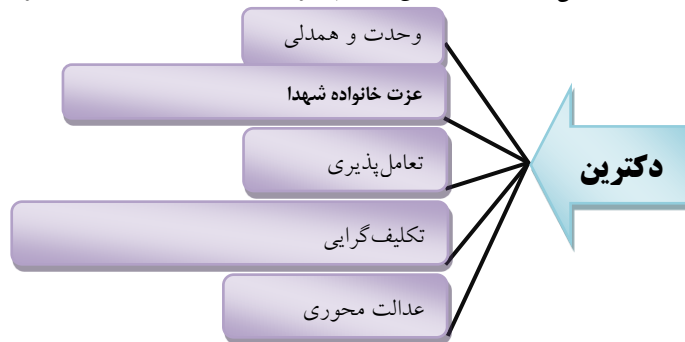 وحدت و همدلی
عزت خانواده شهدا
دکترین
تعامل‌پذیری
تکلیف‌گرایی
عدالت محوری